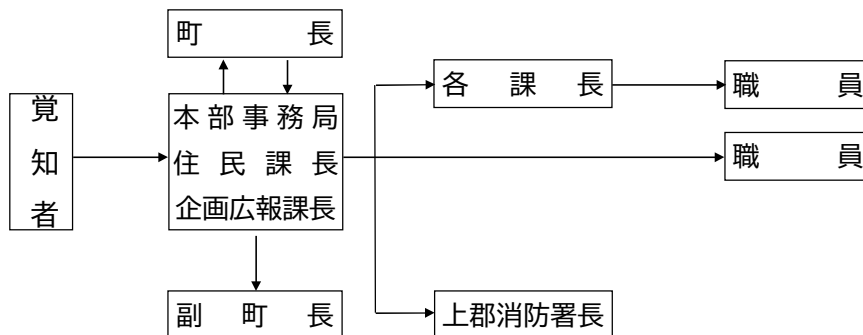 町長
覚知者
本部事務局
住民課長
企画広報課長
副町長
各課長
職員
職員
上郡消防署長